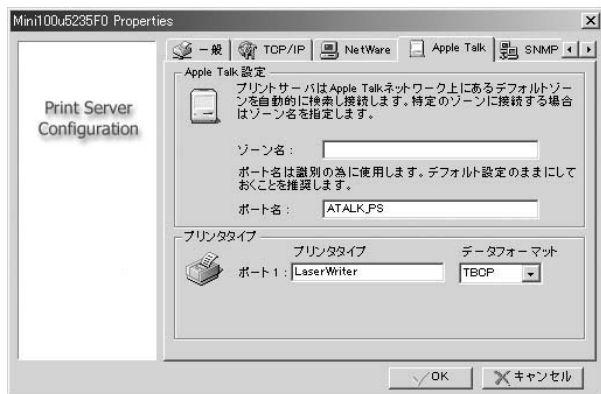 Mini100u5235F0 Properties
一般 TCP/IP NetWare Apple Talk SNMP
Print Server
Configuration
Apple Talk 設定
プリントサーバはApple Talkネットワーク上にあるデフォルトゾー
ンを自動的に検索し接続します。特定のゾーンに接続する場合
はゾーン名を指定します。
ゾーン名：
ポート名は識別の為に使用します。デフォルト設定のままにして
おくことを推奨します。
ポート名： ATALK_PS
プリンタタイプ
プリンタタイプ データフォーマット
ポート1： LaserWriter TBCP
OK キャンセル